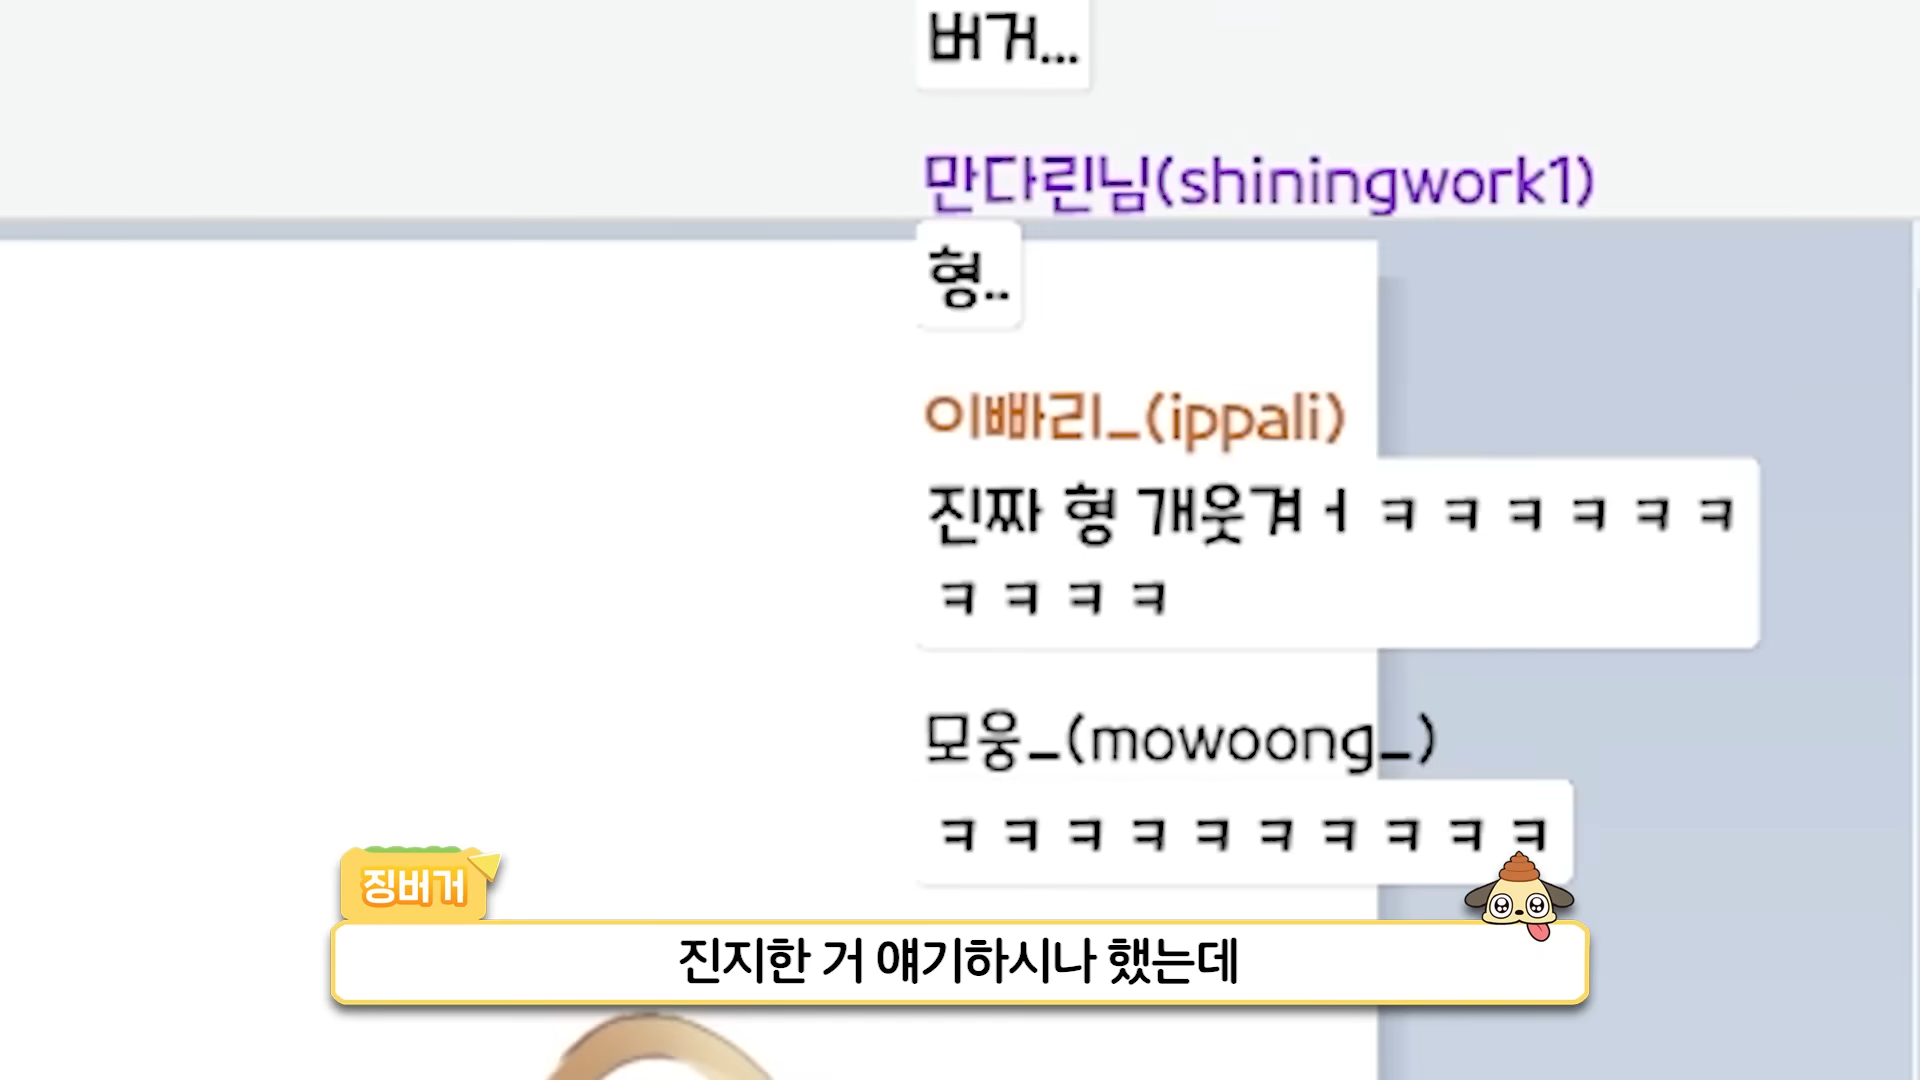 버거...
만다린님(shiningwork1)
형..
이빠리_(ippali)
진짜 형 개웃겨ㅓㅋㅋㅋㅋㅋㅋ
ㅋㅋㅋㅋ
모웅_(mowoong_)
ㅋㅋㅋㅋㅋㅋㅋㅋㅋㅋ
징버거
진지한 거 얘기하시나 했는데